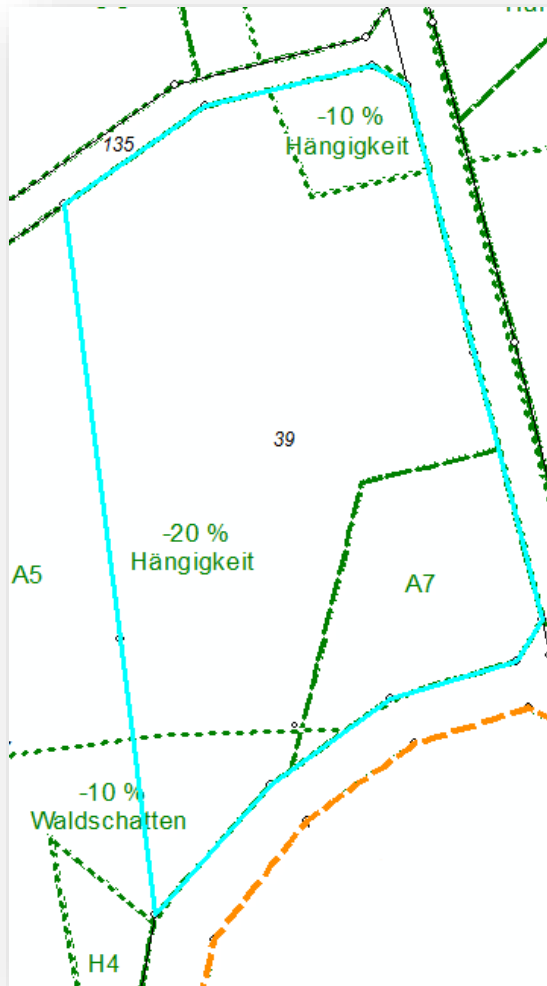 -10 %
Hängigkeit
135
39
-20 %
Hängigkeit
A5
A7
-10 %
Waldschatten
H4